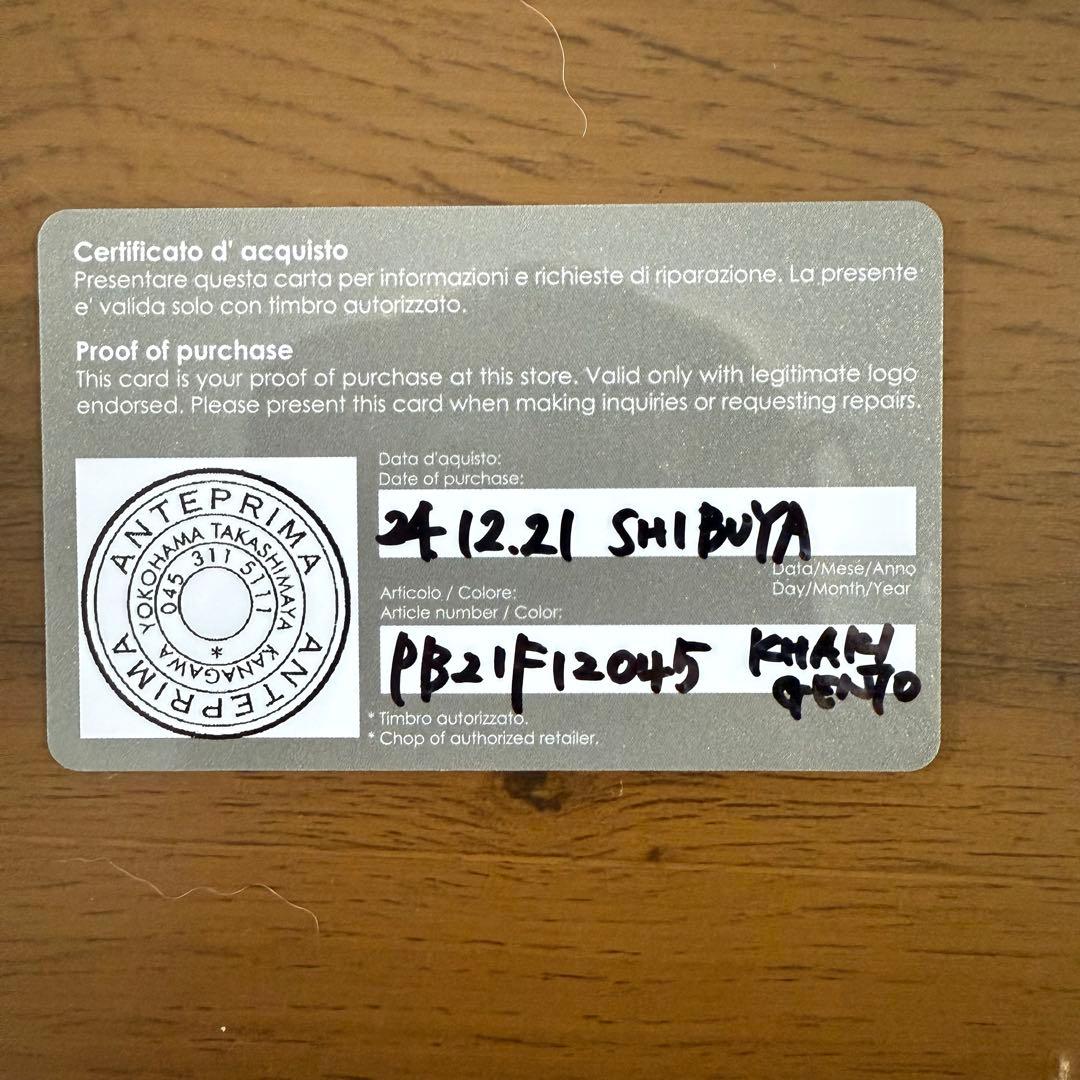 Certificato d' acquisto
Presentare questa carta per informazioni e richieste di riparazione. La presente
e' valida solo con timbro autorizzato.
Proof of purchase
This card is your proof of purchase at this store. Valid only with legitimate logo
endorsed. Please present this card when making inquiries or requesting repairs.
Data d'aquisto:
Date of purchase:
24 12.21 SHIBUYA
Data/Mese/Anno
Day/Month/Year
Articolo / Colore:
Article number / Color:
PB21F12045 KHAKI
* Timbro autorizzato.
* Chop of authorized retailer.
ANTEPRIMA ANTEPRIMA
YOKOHAMA TAKASHIMAYA KANAGAWA
045 311 5111
*